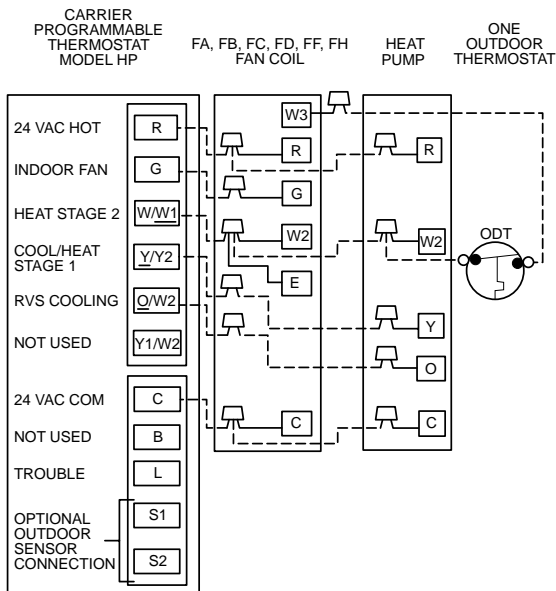 CARRIER
PROGRAMMABLE
THERMOSTAT
MODEL HP
FA, FB, FC, FD, FF, FH
FAN COIL
HEAT
PUMP
ONE
OUTDOOR
THERMOSTAT
24 VAC HOT
INDOOR FAN
HEAT STAGE 2
COOL/HEAT
STAGE 1
RVS COOLING
NOT USED
24 VAC COM
NOT USED
TROUBLE
OPTIONAL
OUTDOOR
SENSOR
CONNECTION
R
G
W/W1
Y/Y2
O/W2
Y1/W2
C
B
L
S1
S2
W3
R
G
W2
E
C
R
W2
Y
O
C
ODT